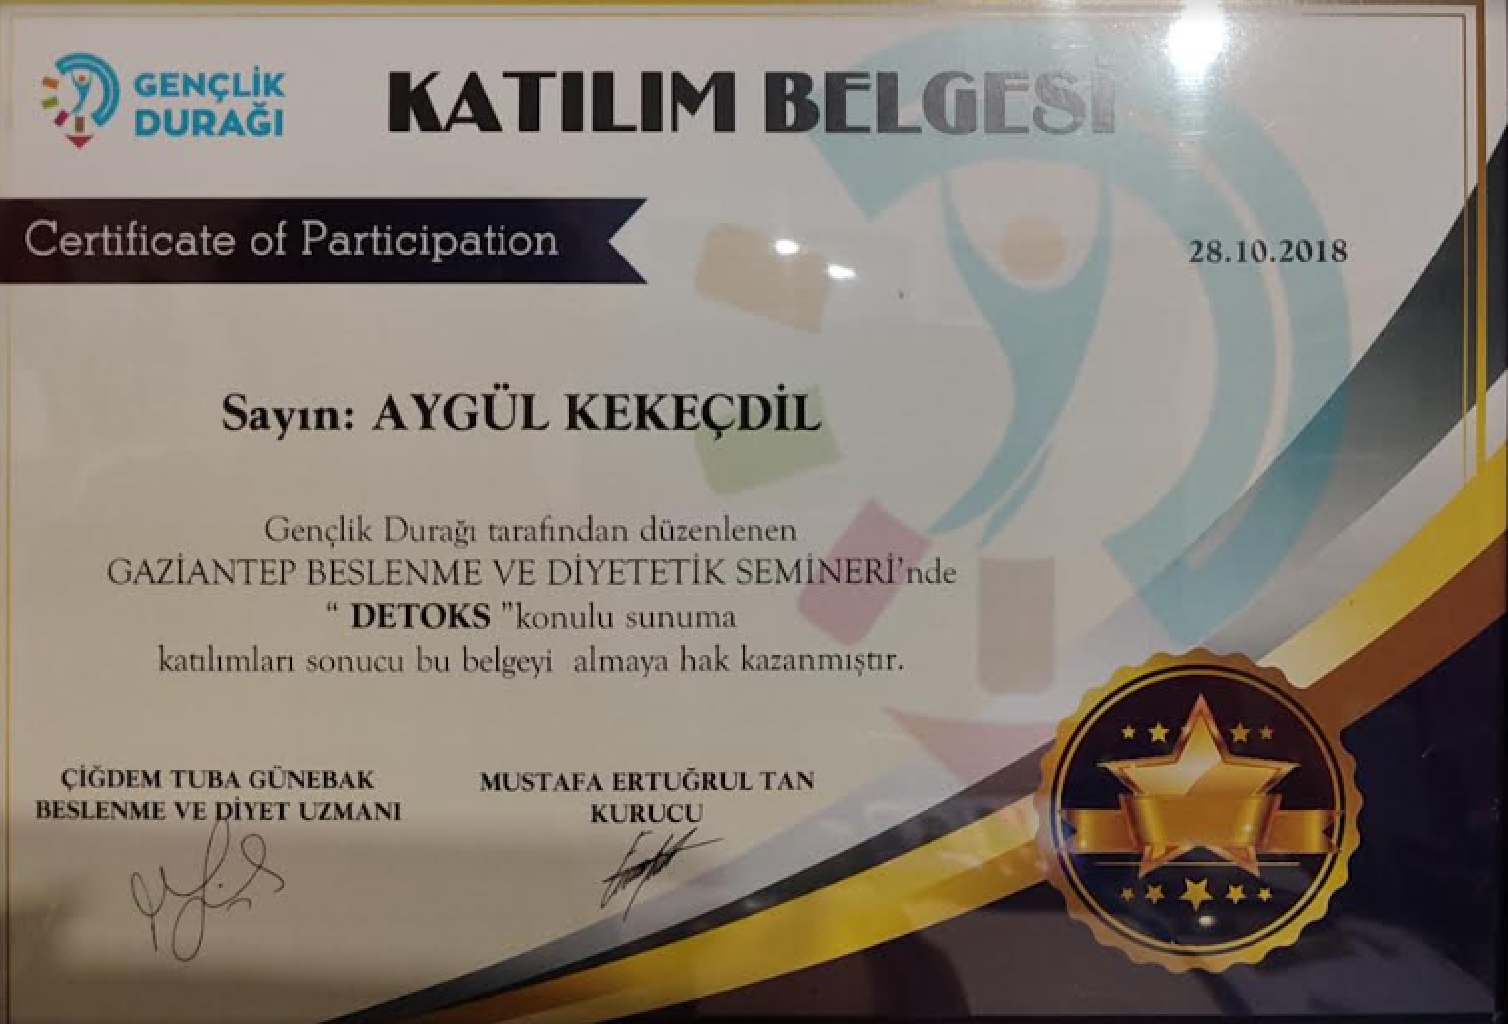 GENÇLİK
DURAĞI
KATILIM BELGESİ
Certificate of Participation
28.10.2018
Sayın: AYGÜL KEKEÇDİL
Gençlik Durağı tarafından düzenlenen
GAZİANTEP BESLENME VE DİYETETİK SEMİNERİ'nde
“ DETOKS ”konulu sunuma
katılımları sonucu bu belgeyi almaya hak kazanmıştır.
ÇİĞDEM TUBA GÜNEBAK
BESLENME VE DİYET UZMANI
MUSTAFA ERTUĞRUL TAN
KURUCU